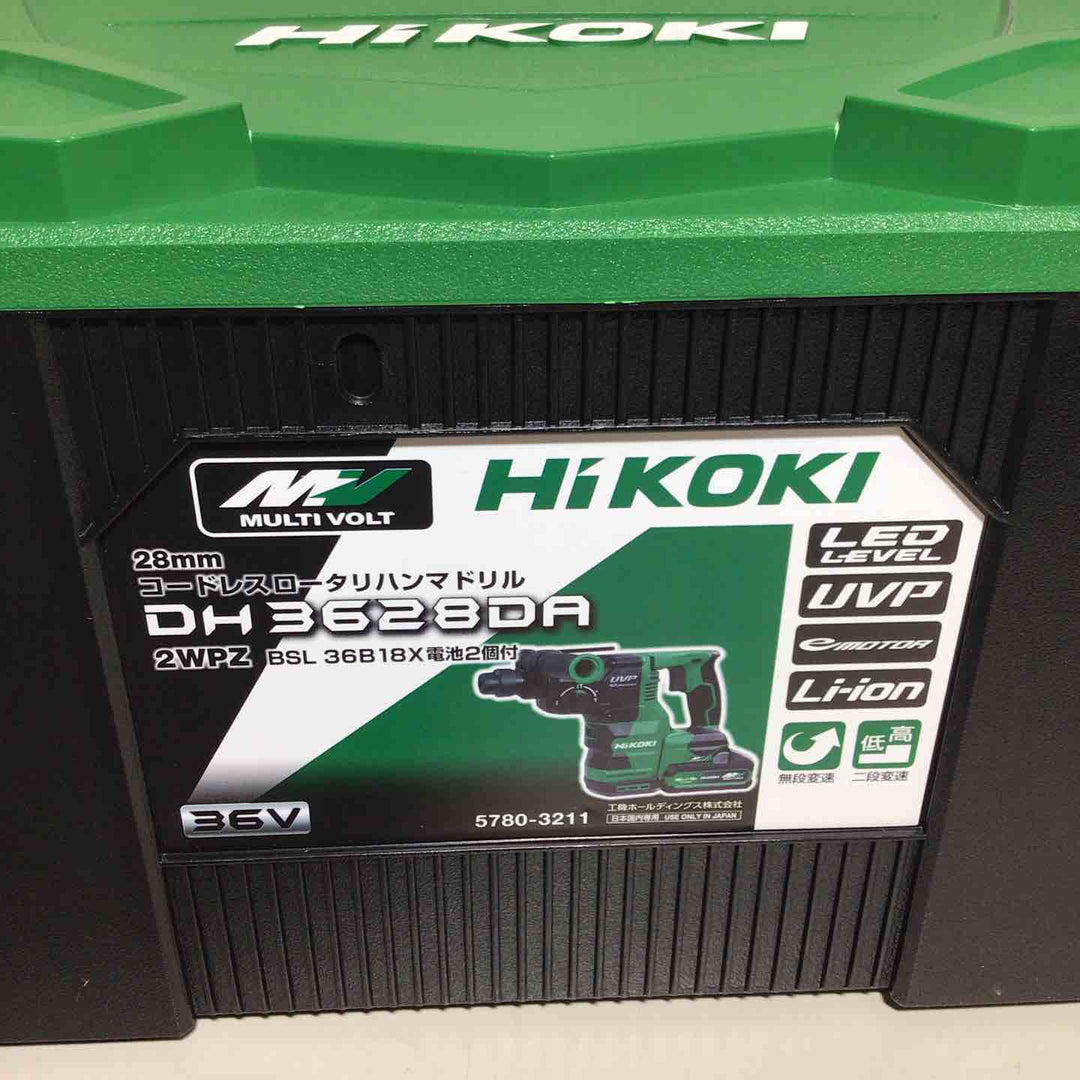 HiKOKI
MV
MULTI VOLT
HiKOKI
28mm
コードレスロータリハンマドリル
DH 3628DA
2WPZ BSL 36B18X電池2個付
LED
LEVEL
UVP
e MOTOR
Li-ion
無段変速
低 高
二段変速
UVP
HiKOKI
36V
5780-3211
工機ホールディングス株式会社
日本国内専用 USE ONLY IN JAPAN